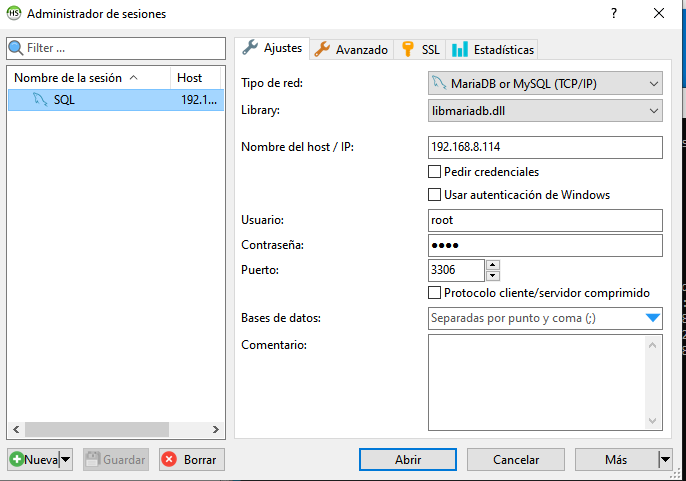 HS Administrador de sesiones ? ×
Filter ...
Nombre de la sesión Host
SQL 192.1...
Ajustes Avanzado SSL Estadísticas
Tipo de red: MariaDB or MySQL (TCP/IP)
Library: libmariadb.dll
Nombre del host / IP: 192.168.8.114
Pedir credenciales
Usar autenticación de Windows
Usuario: root
Contraseña: ●●●●
Puerto: 3306
Protocolo cliente/servidor comprimido
Bases de datos: Separadas por punto y coma (;)
Comentario:
Nueva Guardar Borrar Abrir Cancelar Más